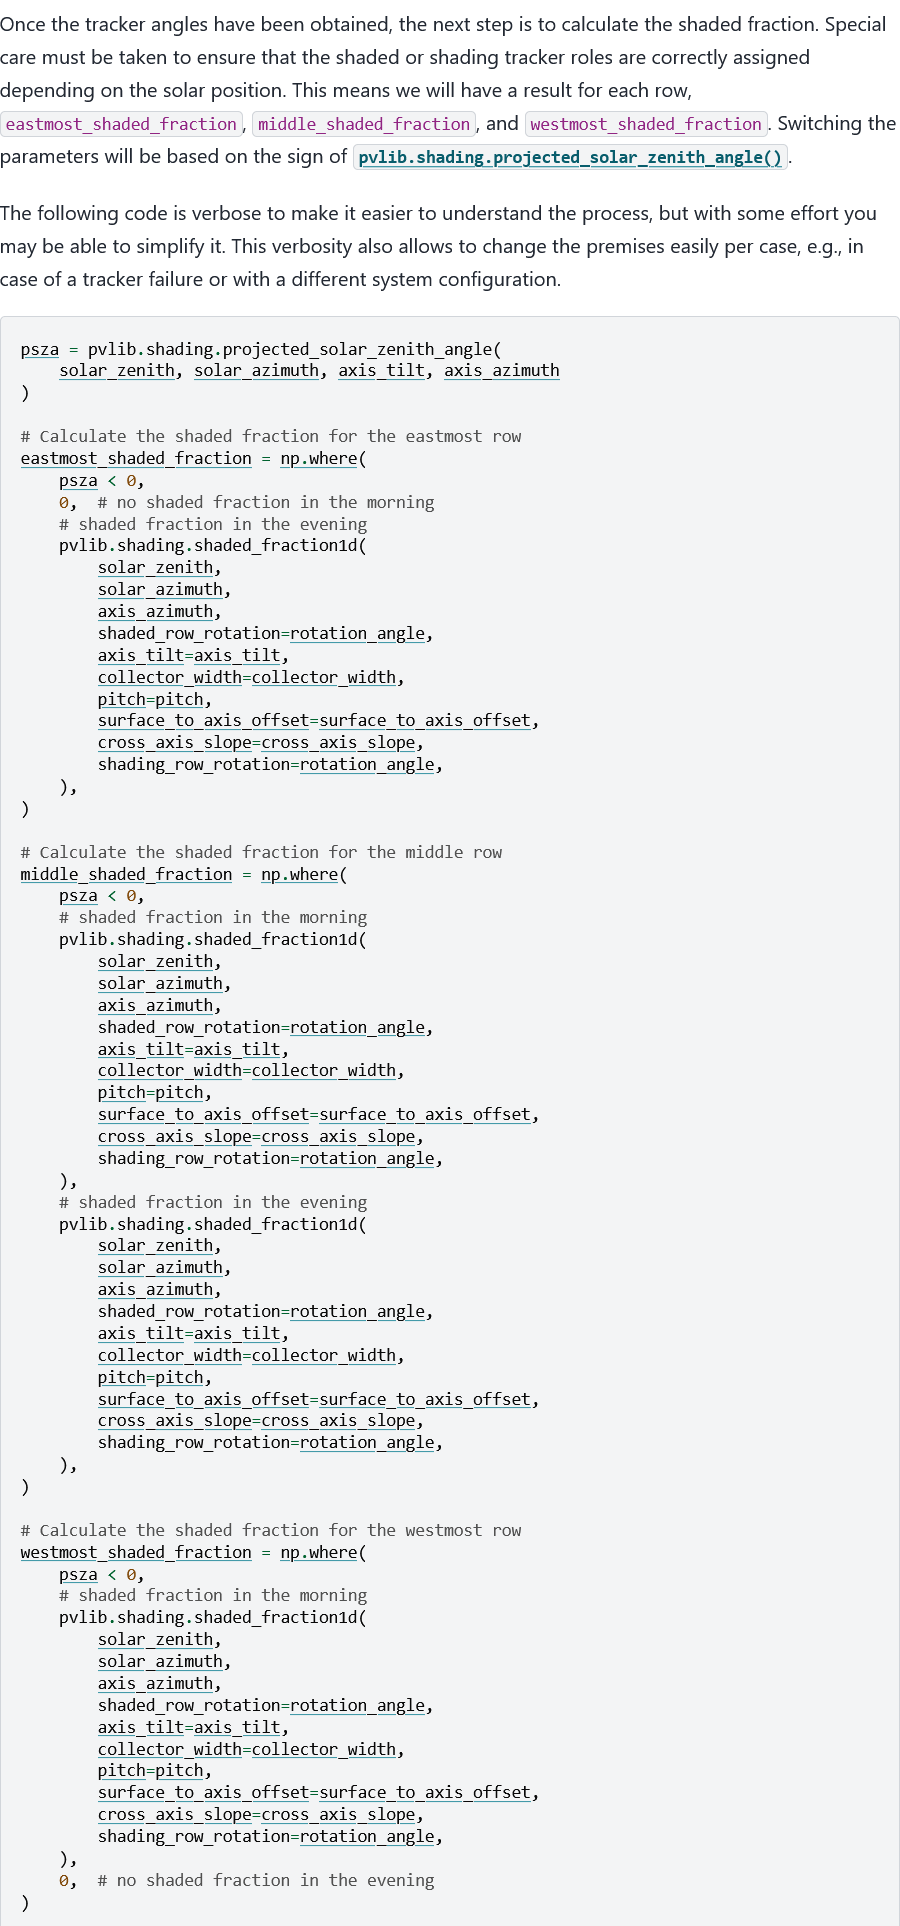 Once the tracker angles have been obtained, the next step is to calculate the shaded fraction. Special
care must be taken to ensure that the shaded or shading tracker roles are correctly assigned
depending on the solar position. This means we will have a result for each row,
eastmost_shaded_fraction, middle_shaded_fraction, and westmost_shaded_fraction. Switching the
parameters will be based on the sign of pvlib.shading.projected_solar_zenith_angle().
The following code is verbose to make it easier to understand the process, but with some effort you
may be able to simplify it. This verbosity also allows to change the premises easily per case, e.g., in
case of a tracker failure or with a different system configuration.
psza = pvlib.shading.projected_solar_zenith_angle(
    solar_zenith, solar_azimuth, axis_tilt, axis_azimuth
)
# Calculate the shaded fraction for the eastmost row
eastmost_shaded_fraction = np.where(
    psza < 0,
    0,  # no shaded fraction in the morning
    # shaded fraction in the evening
    pvlib.shading.shaded_fraction1d(
        solar_zenith,
        solar_azimuth,
        axis_azimuth,
        shaded_row_rotation=rotation_angle,
        axis_tilt=axis_tilt,
        collector_width=collector_width,
        pitch=pitch,
        surface_to_axis_offset=surface_to_axis_offset,
        cross_axis_slope=cross_axis_slope,
        shading_row_rotation=rotation_angle,
    ),
)
# Calculate the shaded fraction for the middle row
middle_shaded_fraction = np.where(
    psza < 0,
    # shaded fraction in the morning
    pvlib.shading.shaded_fraction1d(
        solar_zenith,
        solar_azimuth,
        axis_azimuth,
        shaded_row_rotation=rotation_angle,
        axis_tilt=axis_tilt,
        collector_width=collector_width,
        pitch=pitch,
        surface_to_axis_offset=surface_to_axis_offset,
        cross_axis_slope=cross_axis_slope,
        shading_row_rotation=rotation_angle,
    ),
    # shaded fraction in the evening
    pvlib.shading.shaded_fraction1d(
        solar_zenith,
        solar_azimuth,
        axis_azimuth,
        shaded_row_rotation=rotation_angle,
        axis_tilt=axis_tilt,
        collector_width=collector_width,
        pitch=pitch,
        surface_to_axis_offset=surface_to_axis_offset,
        cross_axis_slope=cross_axis_slope,
        shading_row_rotation=rotation_angle,
    ),
)
# Calculate the shaded fraction for the westmost row
westmost_shaded_fraction = np.where(
    psza < 0,
    # shaded fraction in the morning
    pvlib.shading.shaded_fraction1d(
        solar_zenith,
        solar_azimuth,
        axis_azimuth,
        shaded_row_rotation=rotation_angle,
        axis_tilt=axis_tilt,
        collector_width=collector_width,
        pitch=pitch,
        surface_to_axis_offset=surface_to_axis_offset,
        cross_axis_slope=cross_axis_slope,
        shading_row_rotation=rotation_angle,
    ),
    0,  # no shaded fraction in the evening
)